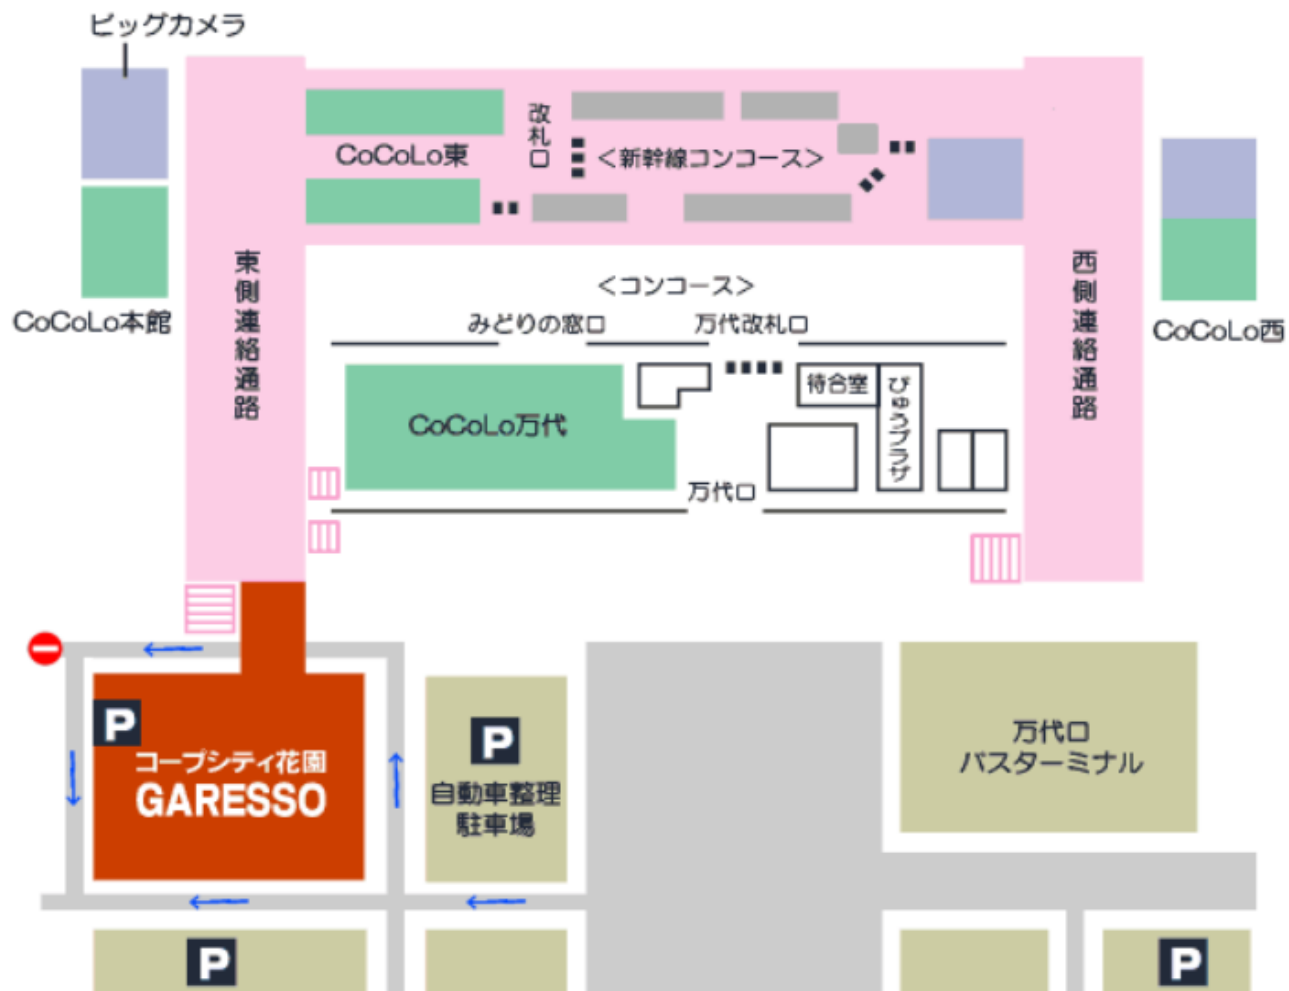 ビッグカメラ
改札口
CoCoLo東
＜新幹線コンコース＞
東側連絡通路
西側連絡通路
＜コンコース＞
CoCoLo本館
みどりの窓口
万代改札口
CoCoLo西
待合室
びゅうプラザ
CoCoLo万代
万代口
P
コープシティ花園
GARESSO
P
自動車整理
駐車場
万代口
バスターミナル
P
P